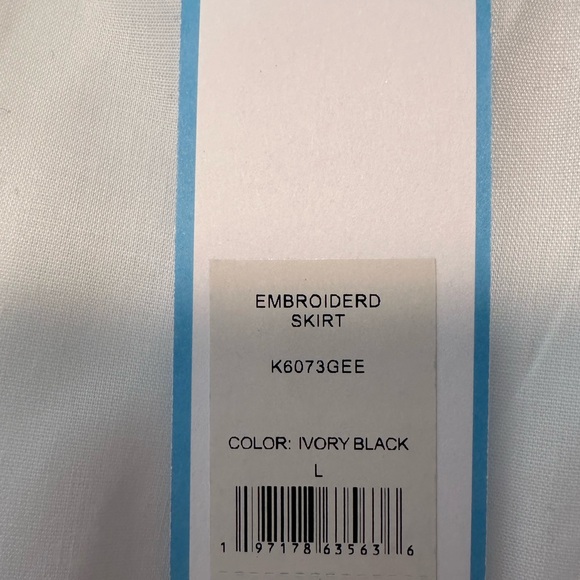 EMBROIDERD
SKIRT
K6073GEE
COLOR: IVORY BLACK
L
1 97178 63563 6